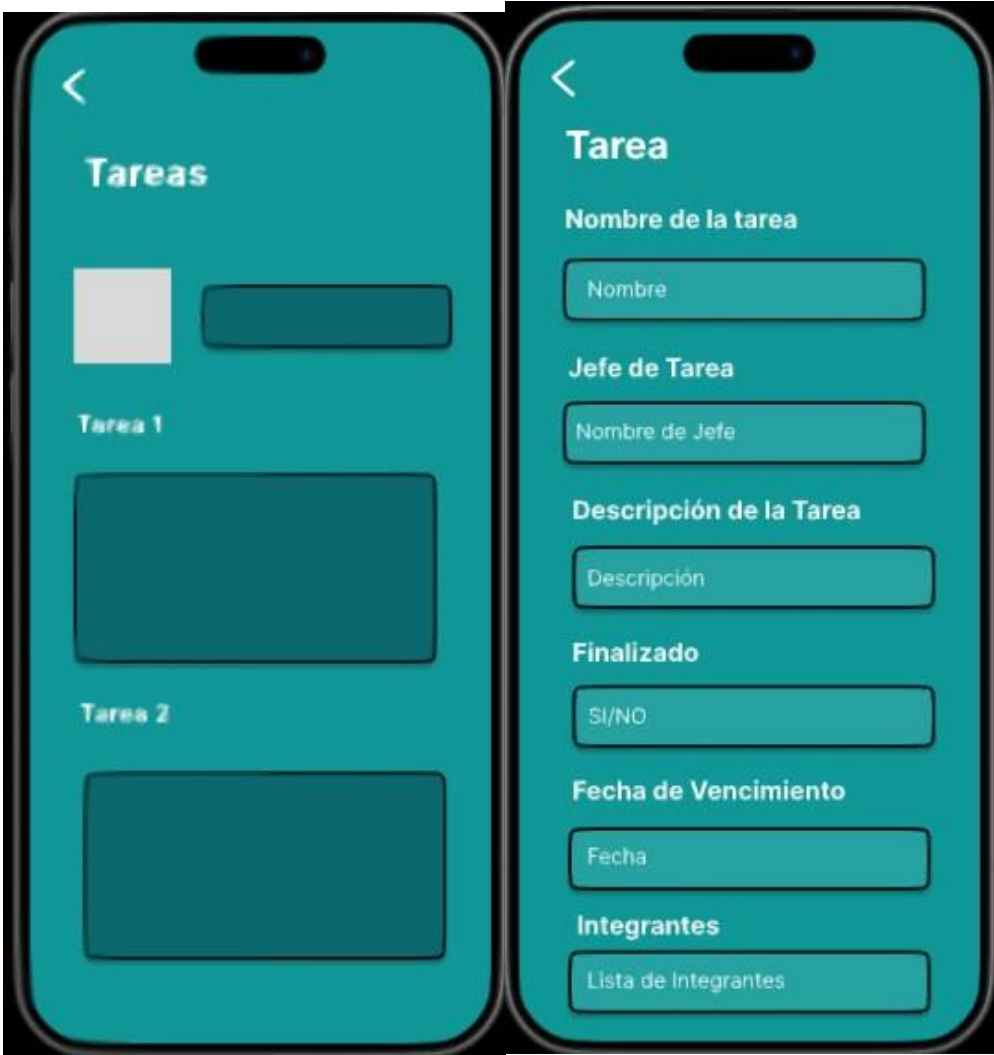 Tareas
Tarea 1
Tarea 2
Tarea
Nombre de la tarea
Nombre
Jefe de Tarea
Nombre de Jefe
Descripción de la Tarea
Descripción
Finalizado
SI/NO
Fecha de Vencimiento
Fecha
Integrantes
Lista de Integrantes